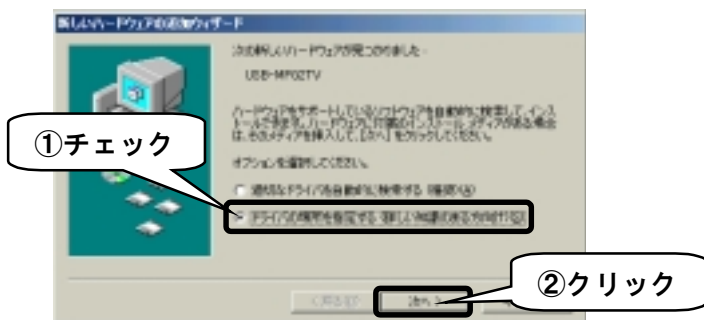 新しいハードウェアの追加ウィザード
次の新しいハードウェアが見つかりました :
USB-MP02TV
ハードウェアをサポートしているソフトウェアを自動的に検索して、インス
トールできます。ハードウェアに付属のインストール メディアがある場合
は、そのメディアを挿入して、[次へ] をクリックしてください。
①チェック
オプションを選択してください。
適切なドライバを自動的に検索する (推奨)(A)
ドライバの場所を指定する (詳しい知識のある方向け)(S)
②クリック
< 戻る(B)
次へ >